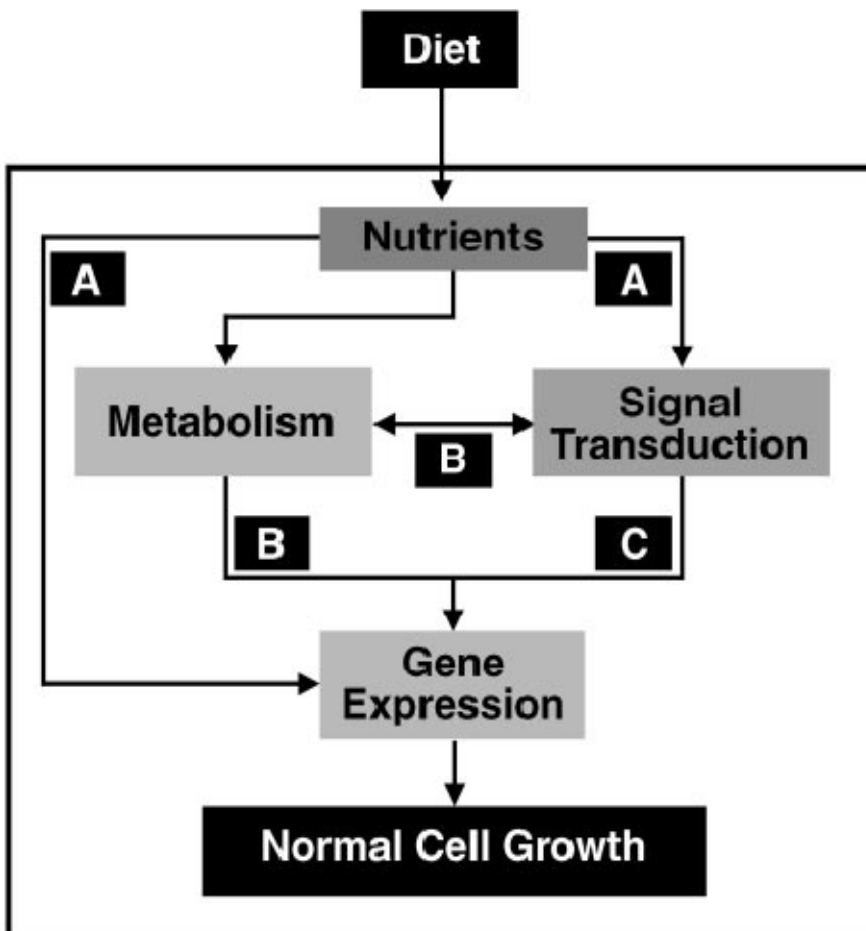 Diet
Nutrients
A
A
Metabolism
Signal
Transduction
B
B
C
Gene
Expression
Normal Cell Growth